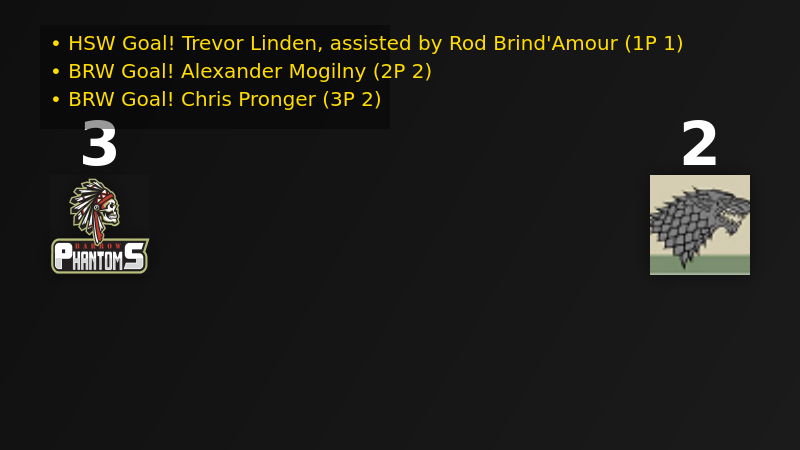 • HSW Goal! Trevor Linden, assisted by Rod Brind'Amour (1P 1)
• BRW Goal! Alexander Mogilny (2P 2)
• BRW Goal! Chris Pronger (3P 2)
3
2
BARROW
PHANTOMS